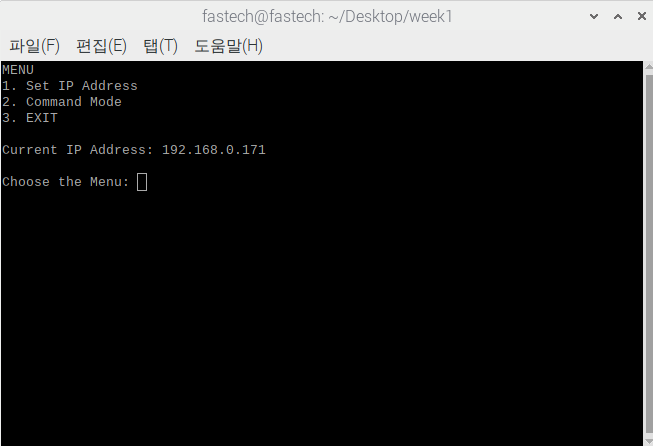 fastech@fastech: ~/Desktop/week1
파일(F) 편집(E) 탭(T) 도움말(H)
MENU
1. Set IP Address
2. Command Mode
3. EXIT
Current IP Address: 192.168.0.171
Choose the Menu: